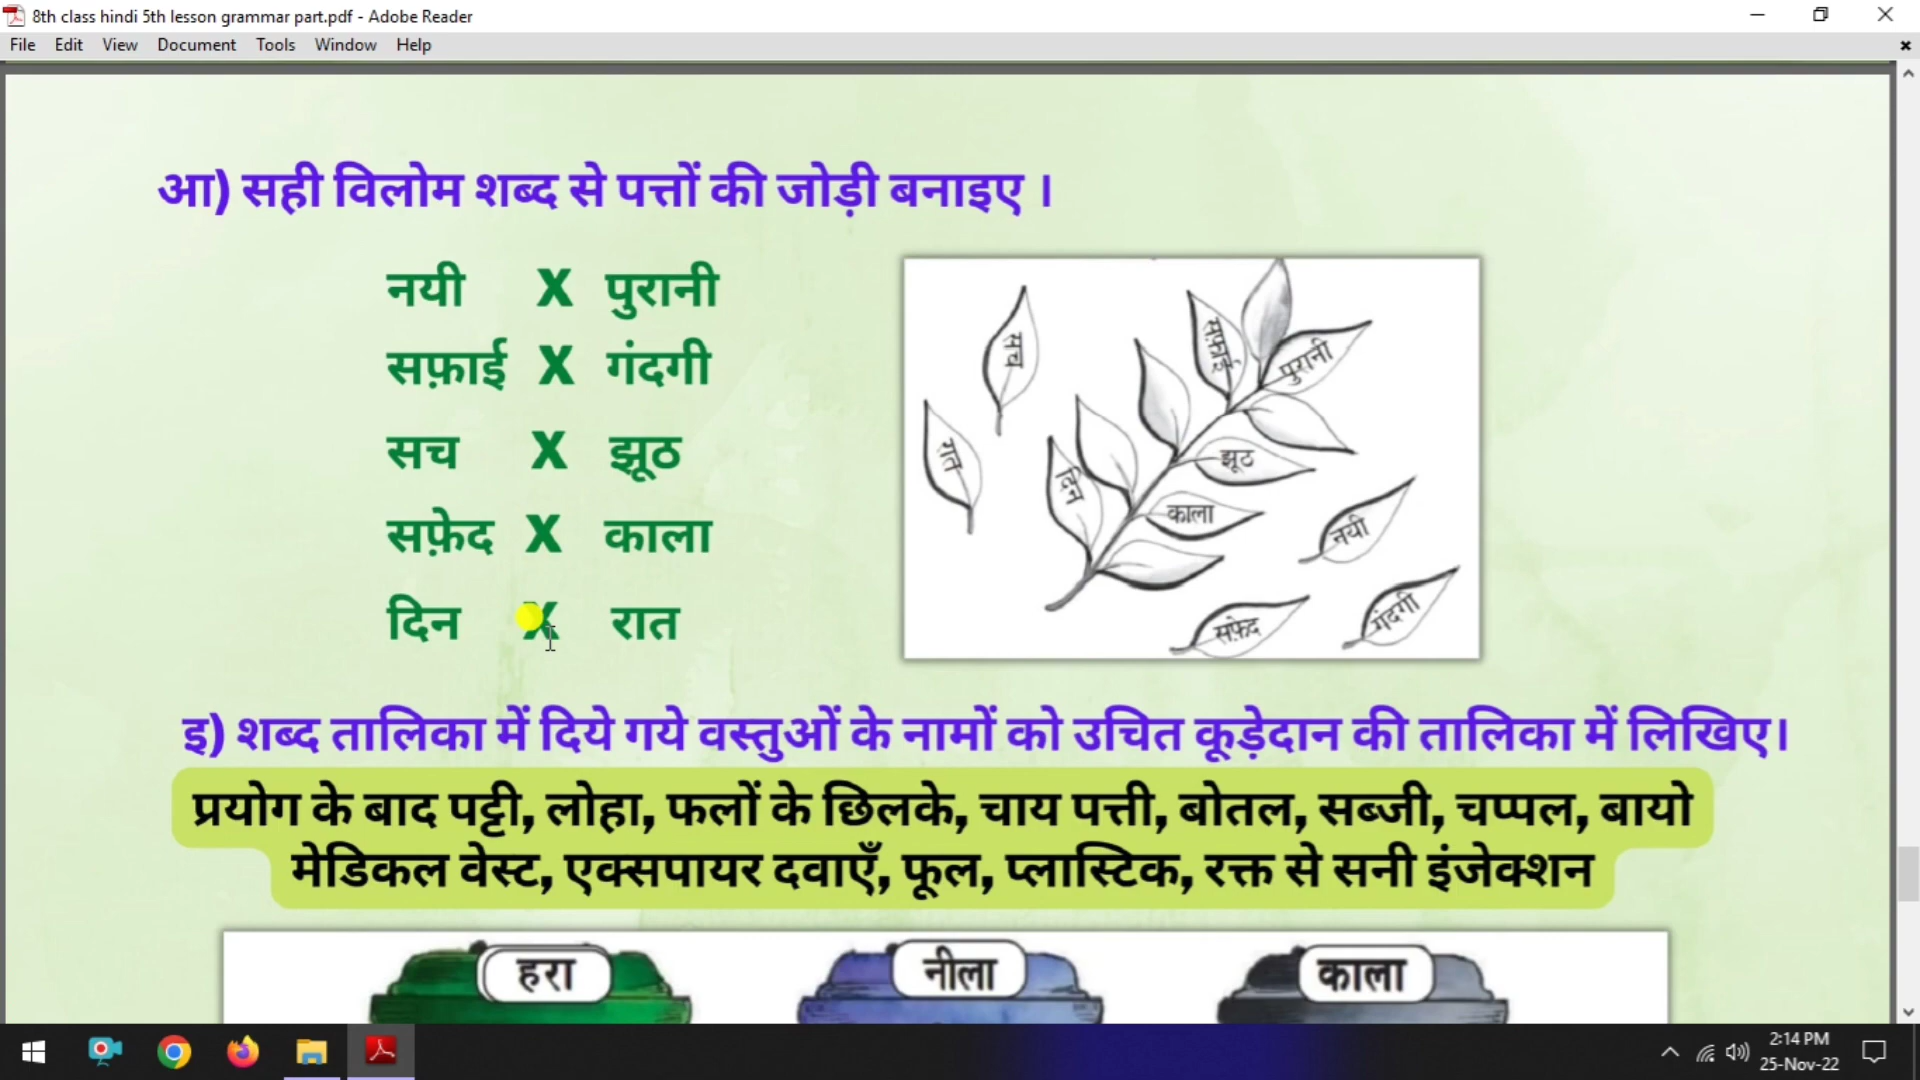 8th class hindi 5th lesson grammar part.pdf - Adobe Reader
File Edit View Document Tools Window Help
आ) सही विलोम शब्द से पत्तों की जोड़ी बनाइए ।
नयी X पुरानी
सफ़ाई X गंदगी
सच X झूठ
सफ़ेद X काला
दिन X रात
सच
सफ़ाई
पुरानी
रात
दिन
झूठ
काला
नयी
सफ़ेद
गंदगी
इ) शब्द तालिका में दिये गये वस्तुओं के नामों को उचित कूड़ेदान की तालिका में लिखिए।
प्रयोग के बाद पट्टी, लोहा, फलों के छिलके, चाय पत्ती, बोतल, सब्जी, चप्पल, बायो
मेडिकल वेस्ट, एक्सपायर दवाएँ, फूल, प्लास्टिक, रक्त से सनी इंजेक्शन
हरा नीला काला
2:14 PM
25-Nov-22